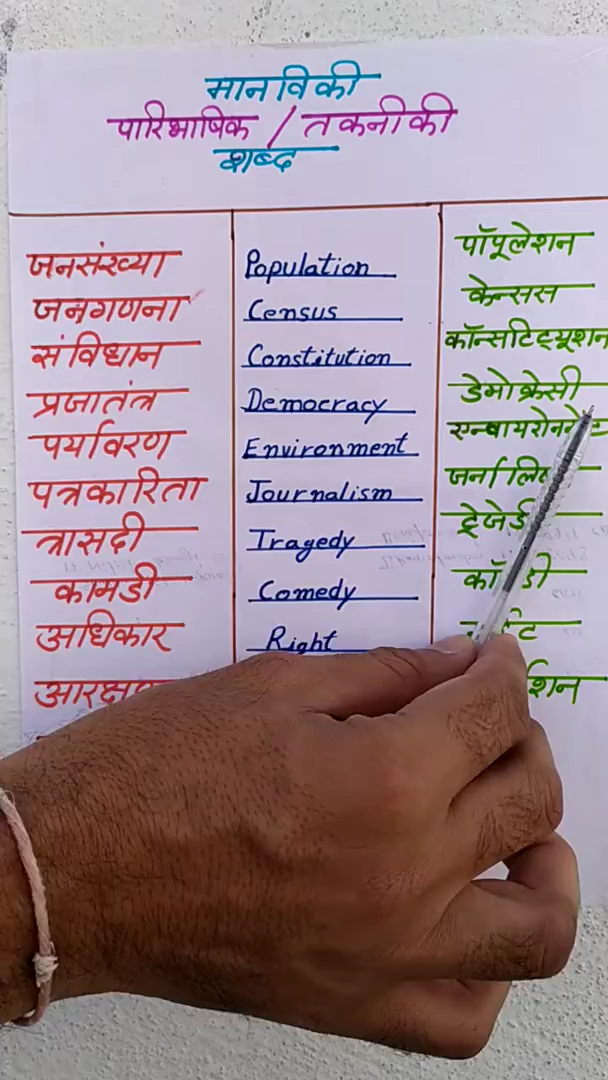 मानविकी
पारिभाषिक / तकनीकी
शब्द
जनसंख्या Population पॉपूलेशन
जनगणना Census केन्सस
संविधान Constitution कॉन्सटिट्यूशन
प्रजातंत्र Democracy डेमोक्रेसी
पर्यावरण Environment
पत्रकारिता Journalism
त्रासदी Tragedy
कामडी Comedy
अधिकार Right